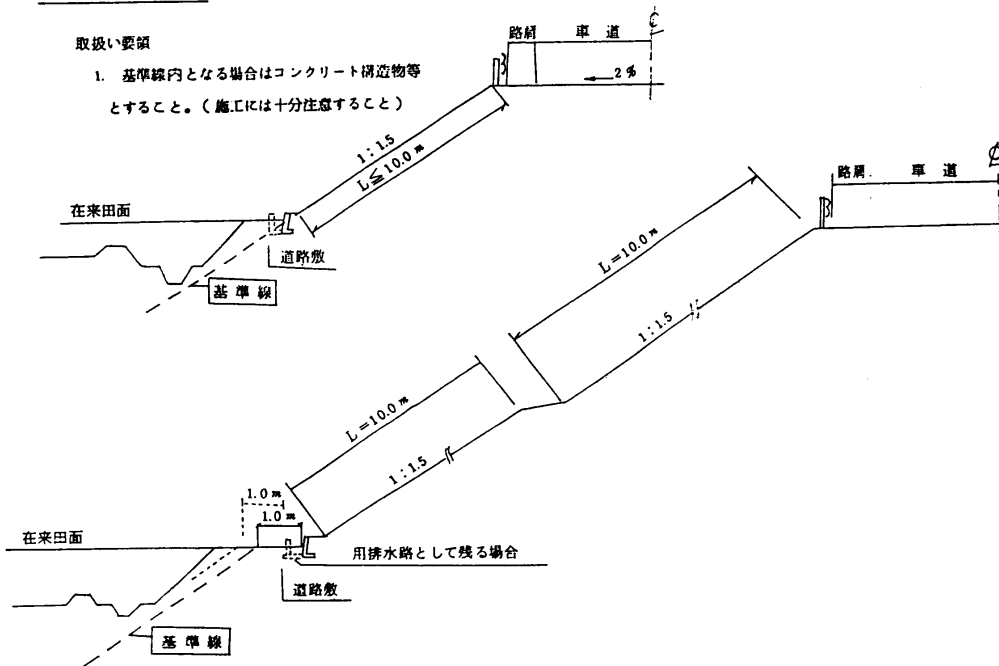 取扱い要領
1. 基準線内となる場合はコンクリート構造物等
とすること。(施工には十分注意すること)
路肩 車道
2%
1:1.5
L≦10.0m
在来田面
道路敷
基準線
路肩 車道
L=10.0m
1:1.5
L=10.0m
1:1.5
1.0m
1.0m
在来田面
用排水路として残る場合
道路敷
基準線